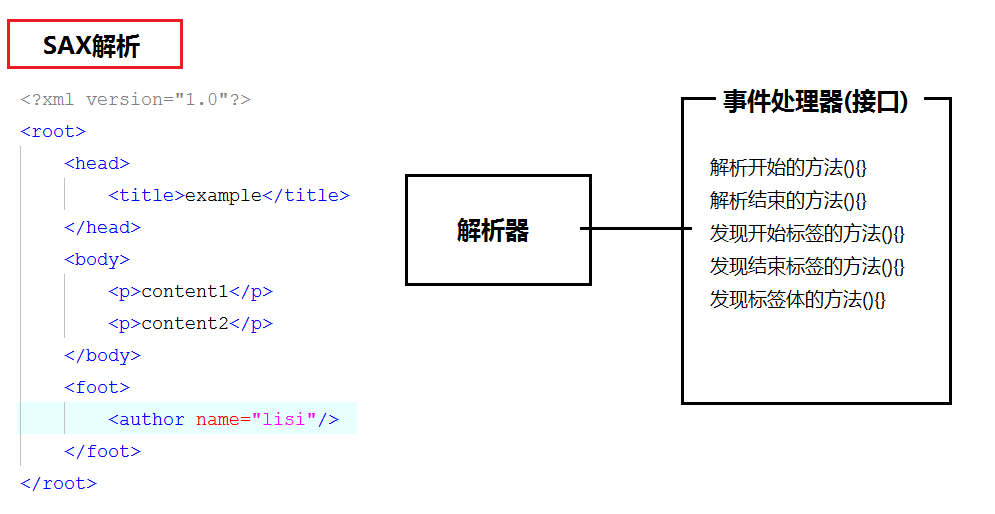 SAX解析
<?xml version="1.0"?>
<root>
<head>
<title>example</title>
</head>
<body>
<p>content1</p>
<p>content2</p>
</body>
<foot>
<author name="lisi"/>
</foot>
</root>
解析器
事件处理器(接口)
解析开始的方法(){}
解析结束的方法(){}
发现开始标签的方法(){}
发现结束标签的方法(){}
发现标签体的方法(){}